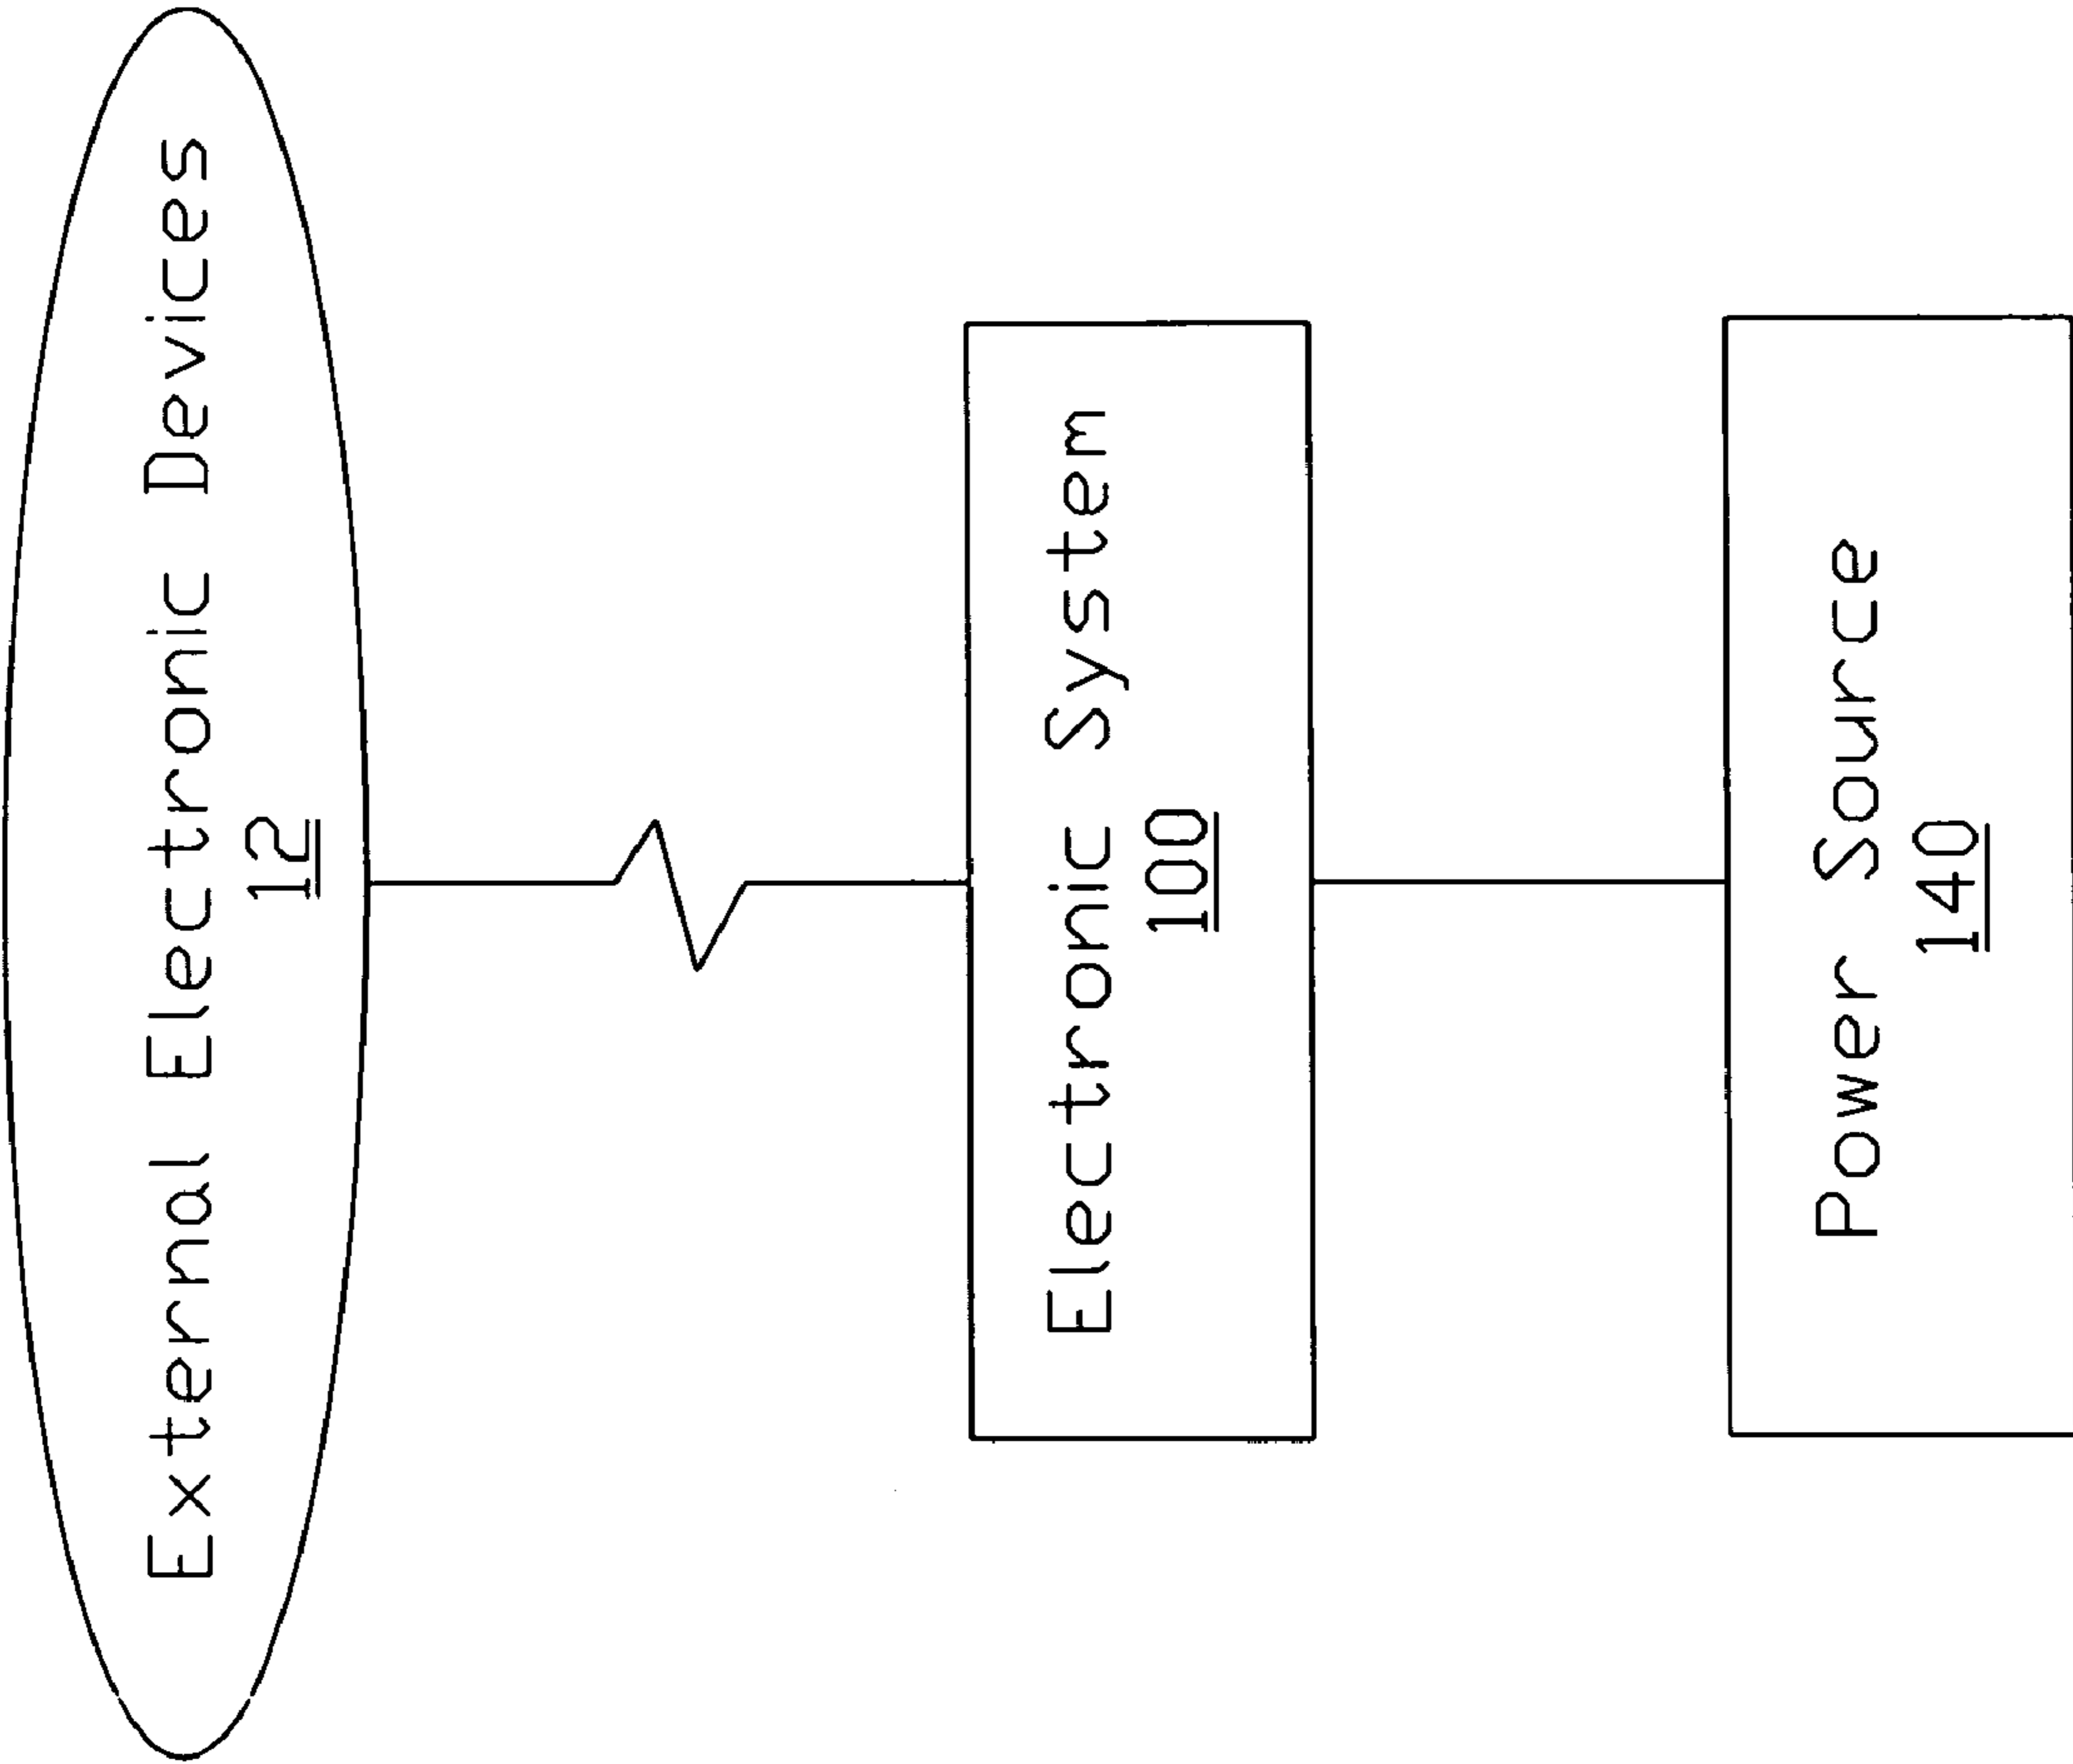 External Electronic Devices
12
Electronic System
100
Power Source
140